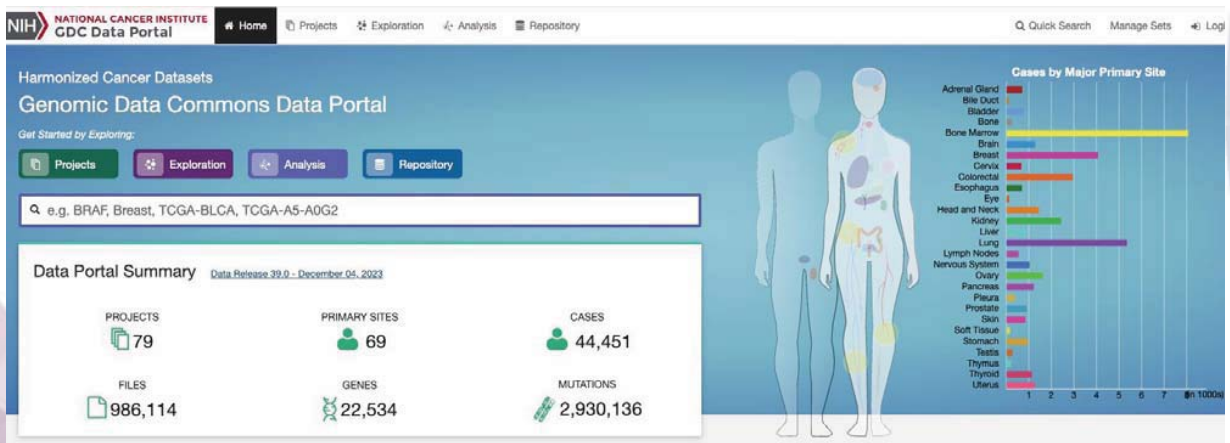 NIH NATIONAL CANCER INSTITUTE
GDC Data Portal
Home Projects Exploration Analysis Repository
Quick Search Manage Sets Logi
Harmonized Cancer Datasets
Genomic Data Commons Data Portal
Get Started by Exploring:
Projects Exploration Analysis Repository
e.g. BRAF, Breast, TCGA-BLCA, TCGA-A5-A0G2
Data Portal Summary Data Release 39.0 - December 04, 2023
PROJECTS PRIMARY SITES CASES
79 69 44,451
FILES GENES MUTATIONS
986,114 22,534 2,930,136
Cases by Major Primary Site
Adrenal Gland
Bile Duct
Bladder
Bone
Bone Marrow
Brain
Breast
Cervix
Colorectal
Esophagus
Eye
Head and Neck
Kidney
Liver
Lung
Lymph Nodes
Nervous System
Ovary
Pancreas
Pleura
Prostate
Skin
Soft Tissue
Stomach
Testis
Thymus
Thyroid
Uterus
1 2 3 4 5 6 7 8 (in 1000s)